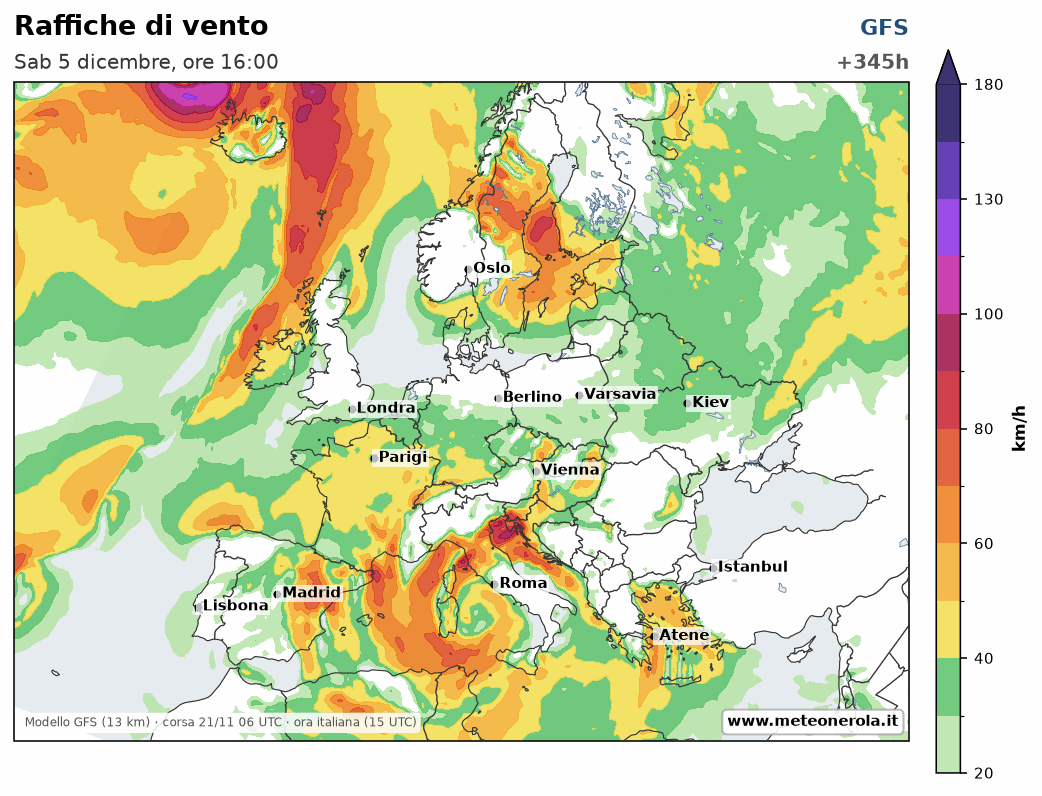 Raffiche di vento
GFS
Sab 5 dicembre, ore 16:00
+345h
180
130
100
80
60
40
20
km/h
Oslo
Londra
Berlino
Varsavia
Kiev
Parigi
Vienna
Istanbul
Roma
Madrid
Lisbona
Atene
Modello GFS (13 km) · corsa 21/11 06 UTC · ora italiana (15 UTC)
www.meteonerola.it